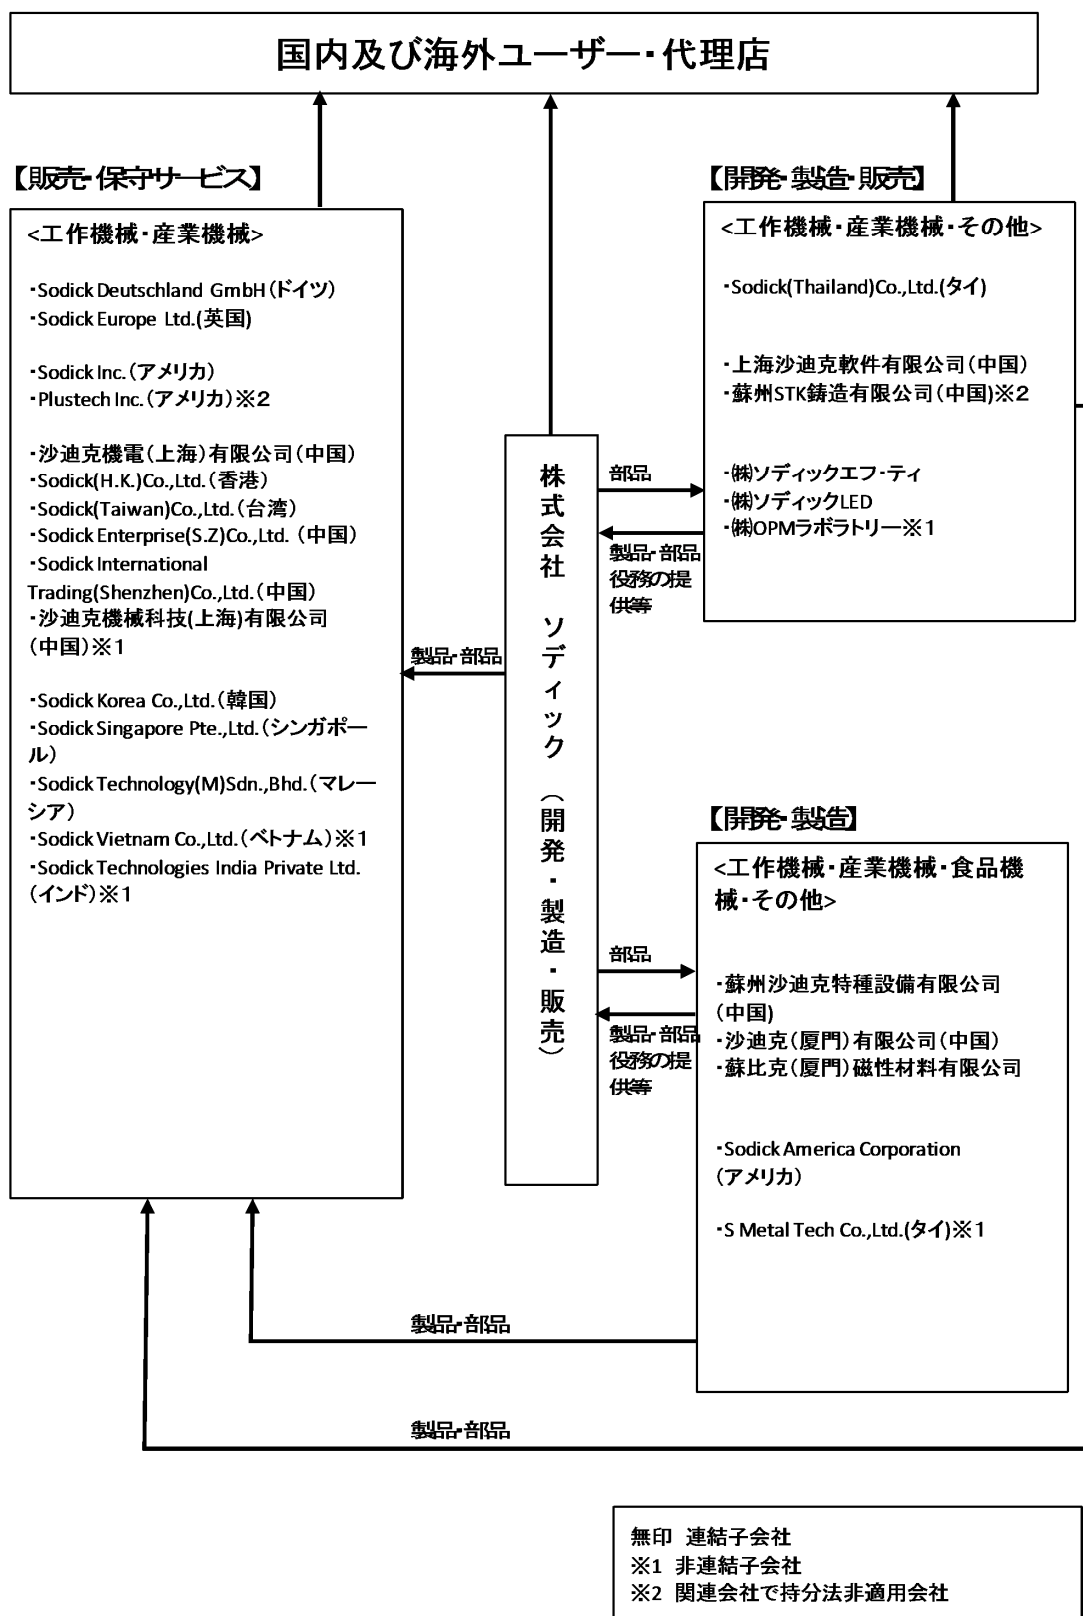 国内及び海外ユーザー・代理店
【販売・保守サービス】
<工作機械・産業機械>
・Sodick Deutschland GmbH(ドイツ)
・Sodick Europe Ltd.(英国)
・Sodick Inc.(アメリカ)
・Plustech Inc.(アメリカ)※2
・沙迪克機電(上海)有限公司(中国)
・Sodick(H.K.)Co.,Ltd.(香港)
・Sodick(Taiwan)Co.,Ltd.(台湾)
・Sodick Enterprise(S.Z)Co.,Ltd. (中国)
・Sodick International
Trading(Shenzhen)Co.,Ltd.(中国)
・沙迪克機械科技(上海)有限公司
(中国)※1
・Sodick Korea Co.,Ltd.(韓国)
・Sodick Singapore Pte.,Ltd.(シンガポー
ル)
・Sodick Technology(M)Sdn.,Bhd.(マレー
シア)
・Sodick Vietnam Co.,Ltd.(ベトナム)※1
・Sodick Technologies India Private Ltd.
(インド)※1
製品・部品
株式会社 ソディック (開発・製造・販売)
部品
製品・部品
役務の提
供等
【開発・製造・販売】
<工作機械・産業機械・その他>
・Sodick(Thailand)Co.,Ltd.(タイ)
・上海沙迪克軟件有限公司(中国)
・蘇州STK鋳造有限公司(中国)※2
・㈱ソディックエフ・ティ
・㈱ソディックLED
・㈱OPMラボラトリー※1
部品
製品・部品
役務の提
供等
【開発・製造】
<工作機械・産業機械・食品機
械・その他>
・蘇州沙迪克特種設備有限公司
(中国)
・沙迪克(厦門)有限公司(中国)
・蘇比克(厦門)磁性材料有限公司
・Sodick America Corporation
(アメリカ)
・S Metal Tech Co.,Ltd.(タイ)※1
製品・部品
製品・部品
無印 連結子会社
※1 非連結子会社
※2 関連会社で持分法非適用会社